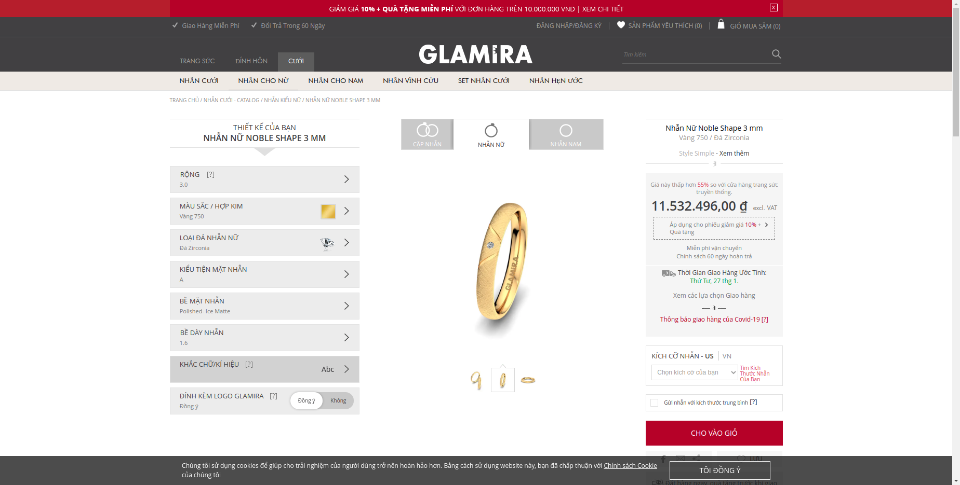 GIẢM GIÁ 10% + QUÀ TẶNG MIỄN PHÍ VỚI ĐƠN HÀNG TRÊN 10.000.000 VND | XEM CHI TIẾT
Giao Hàng Miễn Phí
Đổi Trả Trong 60 Ngày
ĐĂNG NHẬP/ĐĂNG KÝ
SẢN PHẨM YÊU THÍCH (0)
GIỎ MUA SẮM (0)
TRANG SỨC
ĐÍNH HÔN
CƯỚI
GLAMIRA
Tìm kiếm
NHẪN CƯỚI
NHẪN CHO NỮ
NHẪN CHO NAM
NHẪN VĨNH CỬU
SET NHẪN CƯỚI
NHẪN HẸN ƯỚC
TRANG CHỦ / NHẪN CƯỚI - CATALOG / NHẪN KIỂU NỮ / NHẪN NỮ NOBLE SHAPE 3 MM
THIẾT KẾ CỦA BẠN
NHẪN NỮ NOBLE SHAPE 3 MM
RỘNG [?]
3.0
MÀU SẮC / HỢP KIM
Vàng 750
LOẠI ĐÁ NHẪN NỮ
Đá Zirconia
KIỂU TIỆN MẶT NHẪN
A
BỀ MẶT NHẪN
Polished Ice Matte
BỀ DÀY NHẪN
1.6
KHẮC CHỮ/KÍ HIỆU [?]
Abc
ĐÍNH KÈM LOGO GLAMIRA [?]
Đồng ý
Đồng ý
Không
CẶP NHẪN
NHẪN NỮ
NHẪN NAM
GLAMIRA
Nhẫn Nữ Noble Shape 3 mm
Vàng 750 / Đá Zirconia
Style Simple - Xem thêm
Giá này thấp hơn 55% so với cửa hàng trang sức
truyền thống.
11.532.496,00 ₫ excl. VAT
Áp dụng cho phiếu giảm giá 10% +
Quà tặng
Miễn phí vận chuyển
Chính sách 60 ngày hoàn trả
Thời Gian Giao Hàng Ước Tính:
Thứ Tư, 27 thg 1.
Xem các lựa chọn Giao hàng
Thông báo giao hàng của Covid-19 [?]
KÍCH CỠ NHẪN - US | VN
Chọn kích cỡ của bạn
Tìm Kích
Thước Nhẫn
Của Bạn
Gửi nhẫn với kích thước trung bình [?]
CHO VÀO GIỎ
Chúng tôi sử dụng cookies để giúp cho trải nghiệm của người dùng trở nên hoàn hảo hơn. Bằng cách sử dụng website này, bạn đã chấp thuận với Chính sách Cookie
của chúng tô
TÔI ĐỒNG Ý